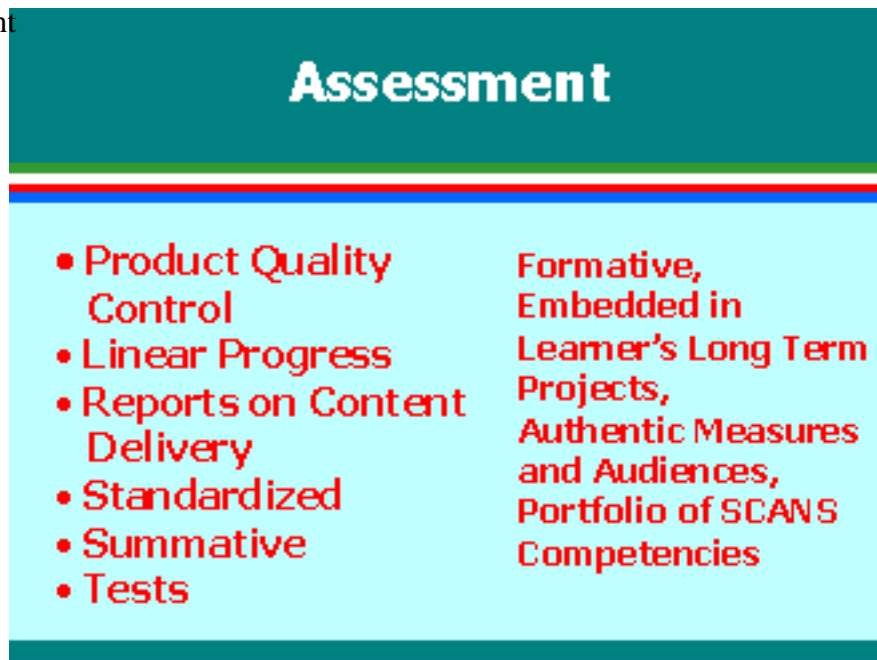 nt
Assessment
• Product Quality
Control
• Linear Progress
• Reports on Content
Delivery
• Standardized
• Summative
• Tests
Formative,
Embedded in
Learner's Long Term
Projects,
Authentic Measures
and Audiences,
Portfolio of SCANS
Competencies